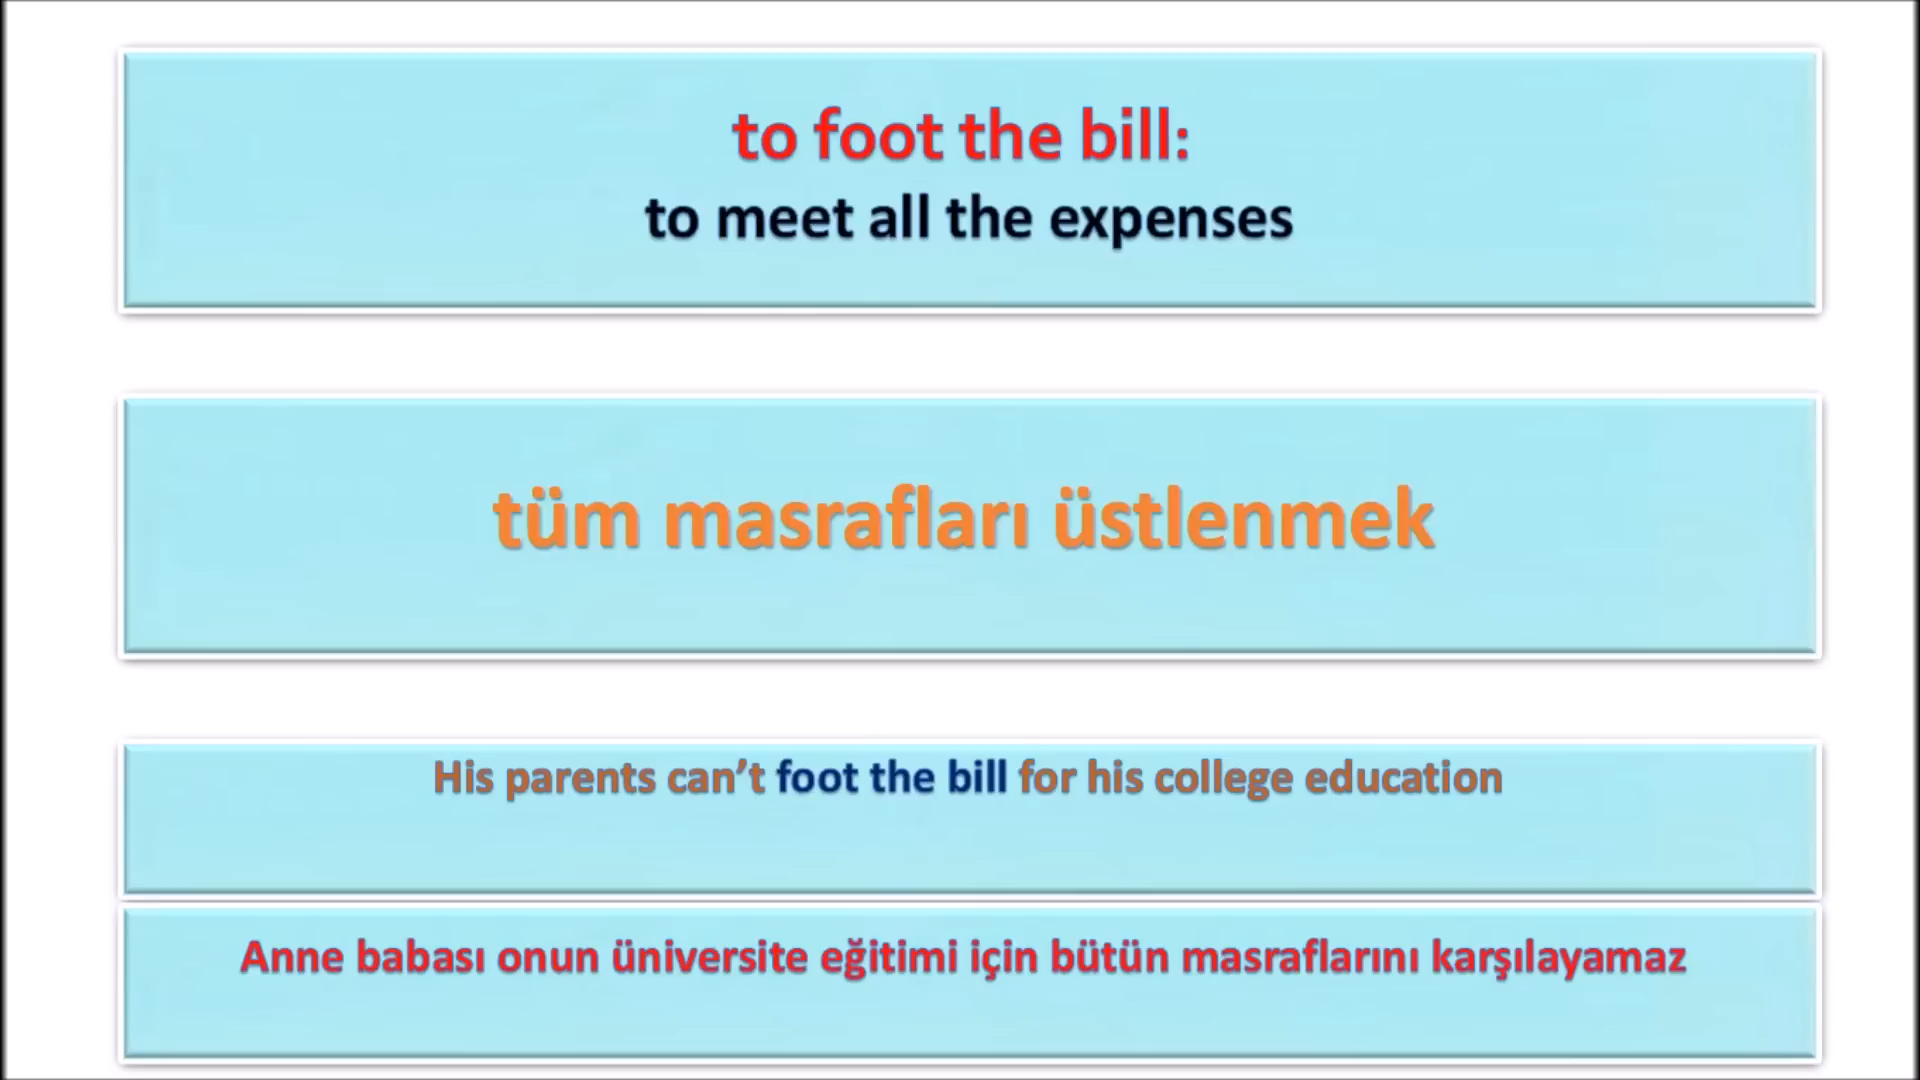 to foot the bill:
to meet all the expenses
tüm masrafları üstlenmek
His parents can’t foot the bill for his college education
Anne babası onun üniversite eğitimi için bütün masraflarını karşılayamaz